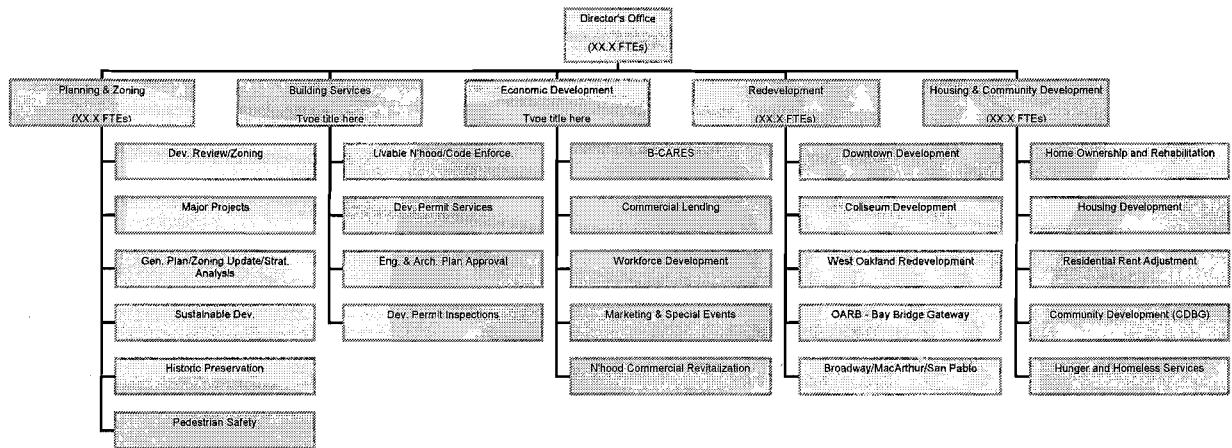 Director's Office
(XX.X FTEs)
Planning & Zoning
(XX.X FTEs)
Building Services
Type title here
Economic Development
Type title here
Redevelopment
(XX.X FTEs)
Housing & Community Development
(XX.X FTEs)
Dev. Review/Zoning
Major Projects
Gen. Plan/Zoning Update/Strat.
Analysis
Sustainable Dev.
Historic Preservation
Pedestrian Safety
Livable N'hood/Code Enforce.
Dev. Permit Services
Eng. & Arch. Plan Approval
Dev. Permit Inspections
B-CARES
Commercial Lending
Workforce Development
Marketing & Special Events
N'hood Commercial Revitalization
Downtown Development
Coliseum Development
West Oakland Redevelopment
OARB - Bay Bridge Gateway
Broadway/MacArthur/San Pablo
Home Ownership and Rehabilitation
Housing Development
Residential Rent Adjustment
Community Development (CDBG)
Hunger and Homeless Services